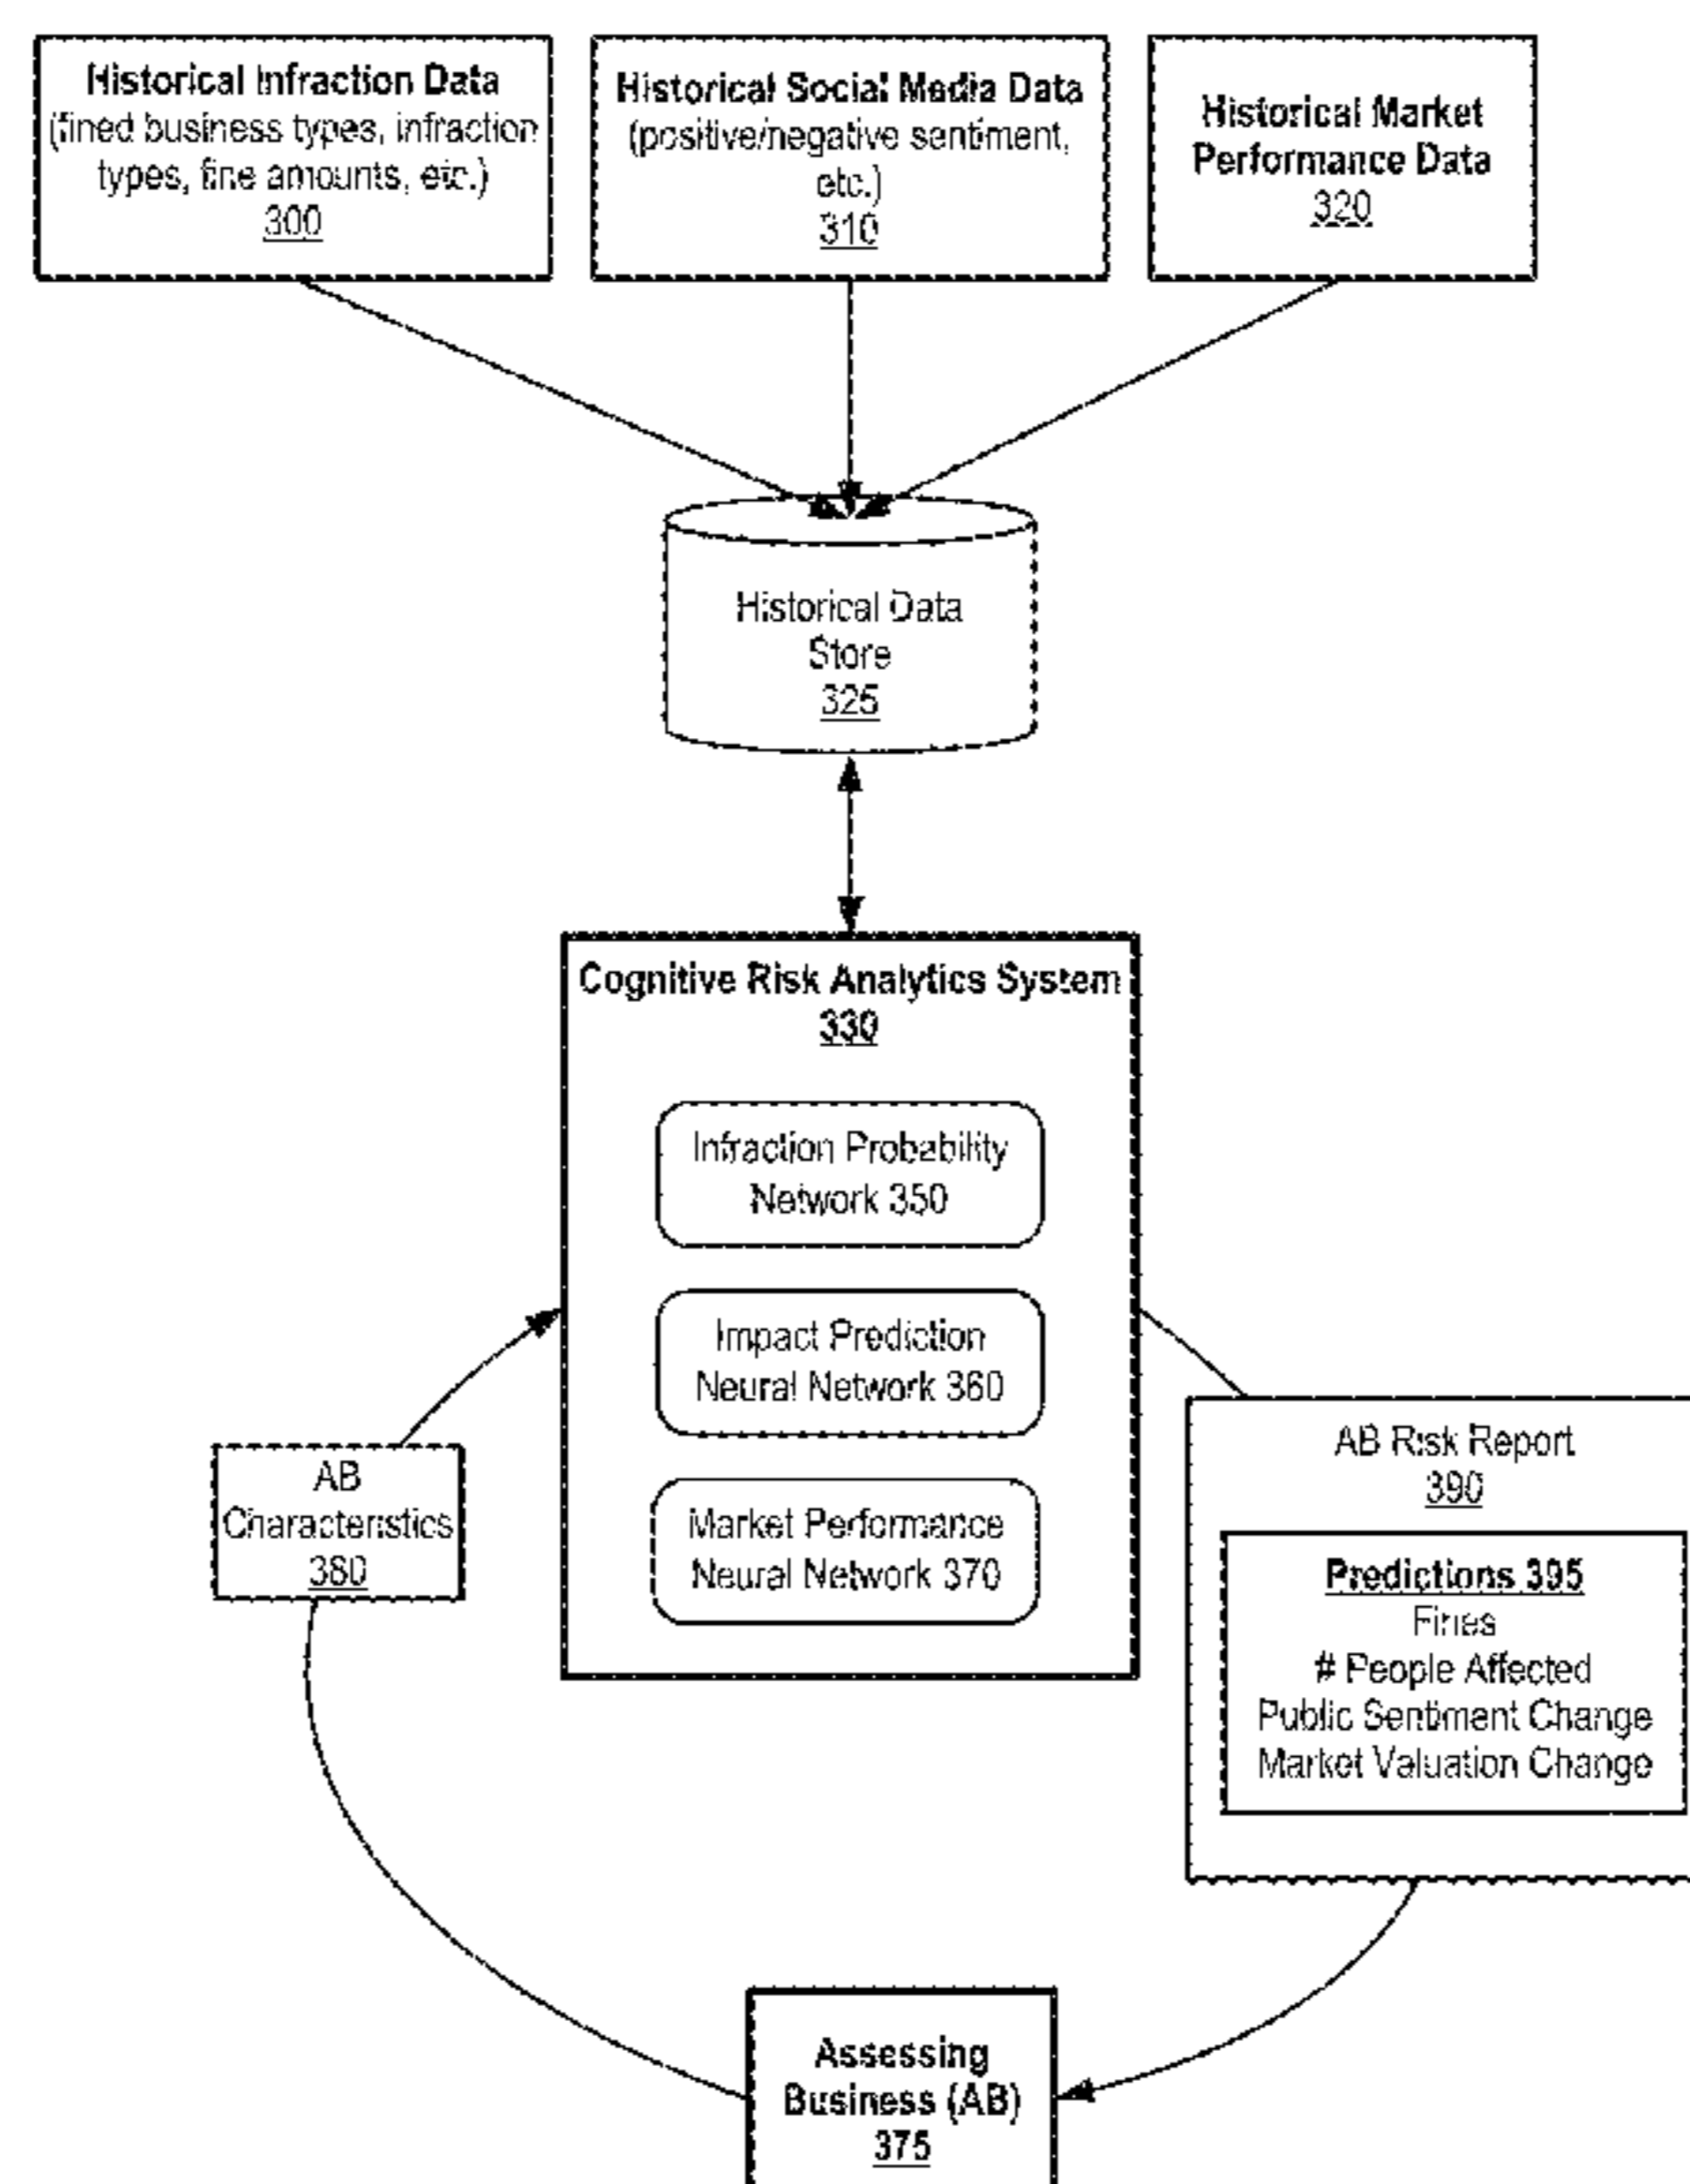 Historical Infraction Data
(fined business types, infraction
types, fine amounts, etc.)
300
Historical Social Media Data
(positive/negative sentiment,
etc.)
310
Historical Market
Performance Data
320
Historical Data
Store
325
Cognitive Risk Analytics System
330
Infraction Probability
Network 350
Impact Prediction
Neural Network 360
Market Performance
Neural Network 370
AB
Characteristics
380
AB Risk Report
390
Predictions 395
Fines
# People Affected
Public Sentiment Change
Market Valuation Change
Assessing
Business (AB)
375